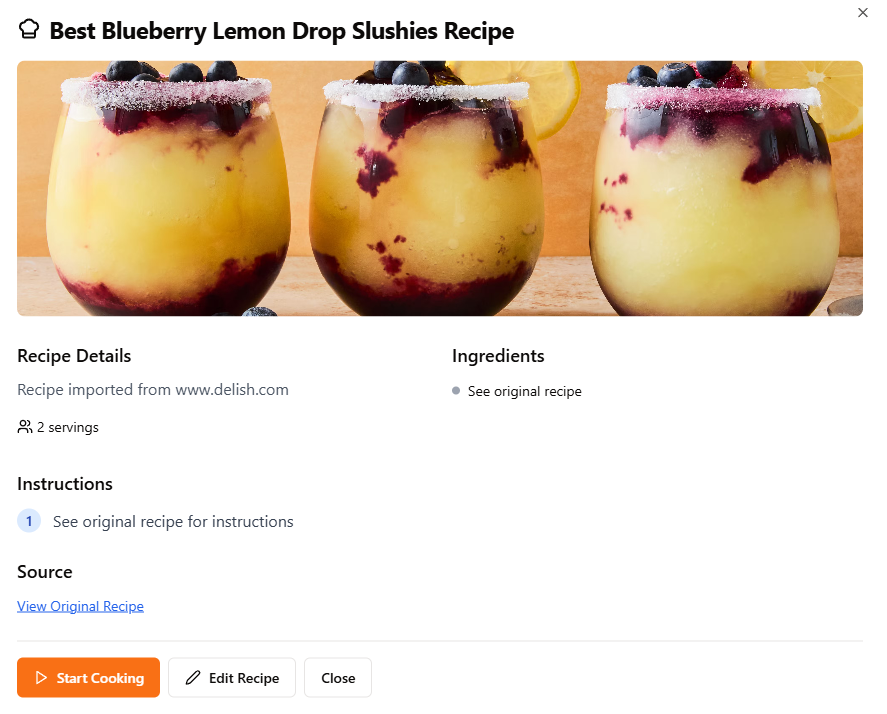 Best Blueberry Lemon Drop Slushies Recipe
Recipe Details
Recipe imported from www.delish.com
2 servings
Ingredients
See original recipe
Instructions
1 See original recipe for instructions
Source
View Original Recipe
Start Cooking
Edit Recipe
Close